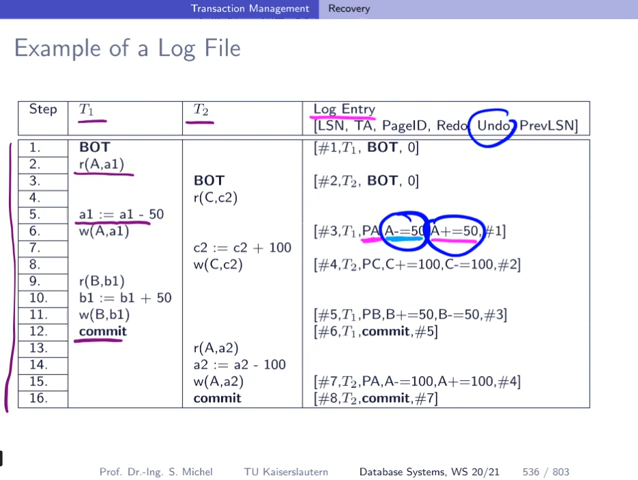 Transaction Management Recovery
Example of a Log File
Step T1 T2 Log Entry
[LSN, TA, PageID, Redo, Undo, PrevLSN]
1. BOT [#1,T1, BOT, 0]
2. r(A,a1)
3. BOT [#2,T2, BOT, 0]
4. r(C,c2)
5. a1 := a1 - 50
6. w(A,a1) [#3,T1,PA,A-=50,A+=50,#1]
7. c2 := c2 + 100
8. w(C,c2) [#4,T2,PC,C+=100,C-=100,#2]
9. r(B,b1)
10. b1 := b1 + 50
11. w(B,b1) [#5,T1,PB,B+=50,B-=50,#3]
12. commit [#6,T1,commit,#5]
13. r(A,a2)
14. a2 := a2 - 100
15. w(A,a2) [#7,T2,PA,A-=100,A+=100,#4]
16. commit [#8,T2,commit,#7]
Prof. Dr.-Ing. S. Michel TU Kaiserslautern Database Systems, WS 20/21 536 / 803